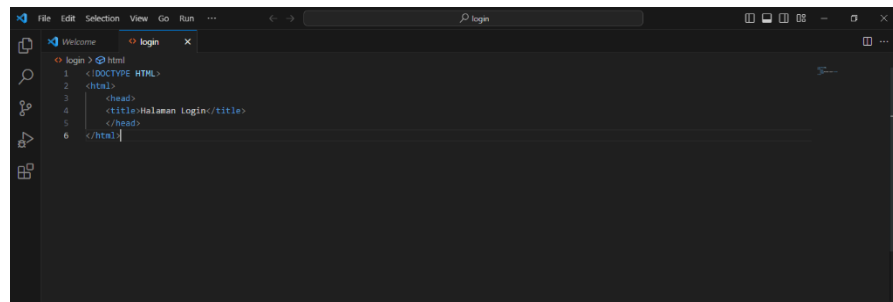 File Edit Selection View Go Run ... login
Welcome login
login > html
1 <!DOCTYPE HTML>
2 <html>
3 <head>
4 <title>Halaman Login</title>
5 </head>
6 </html>